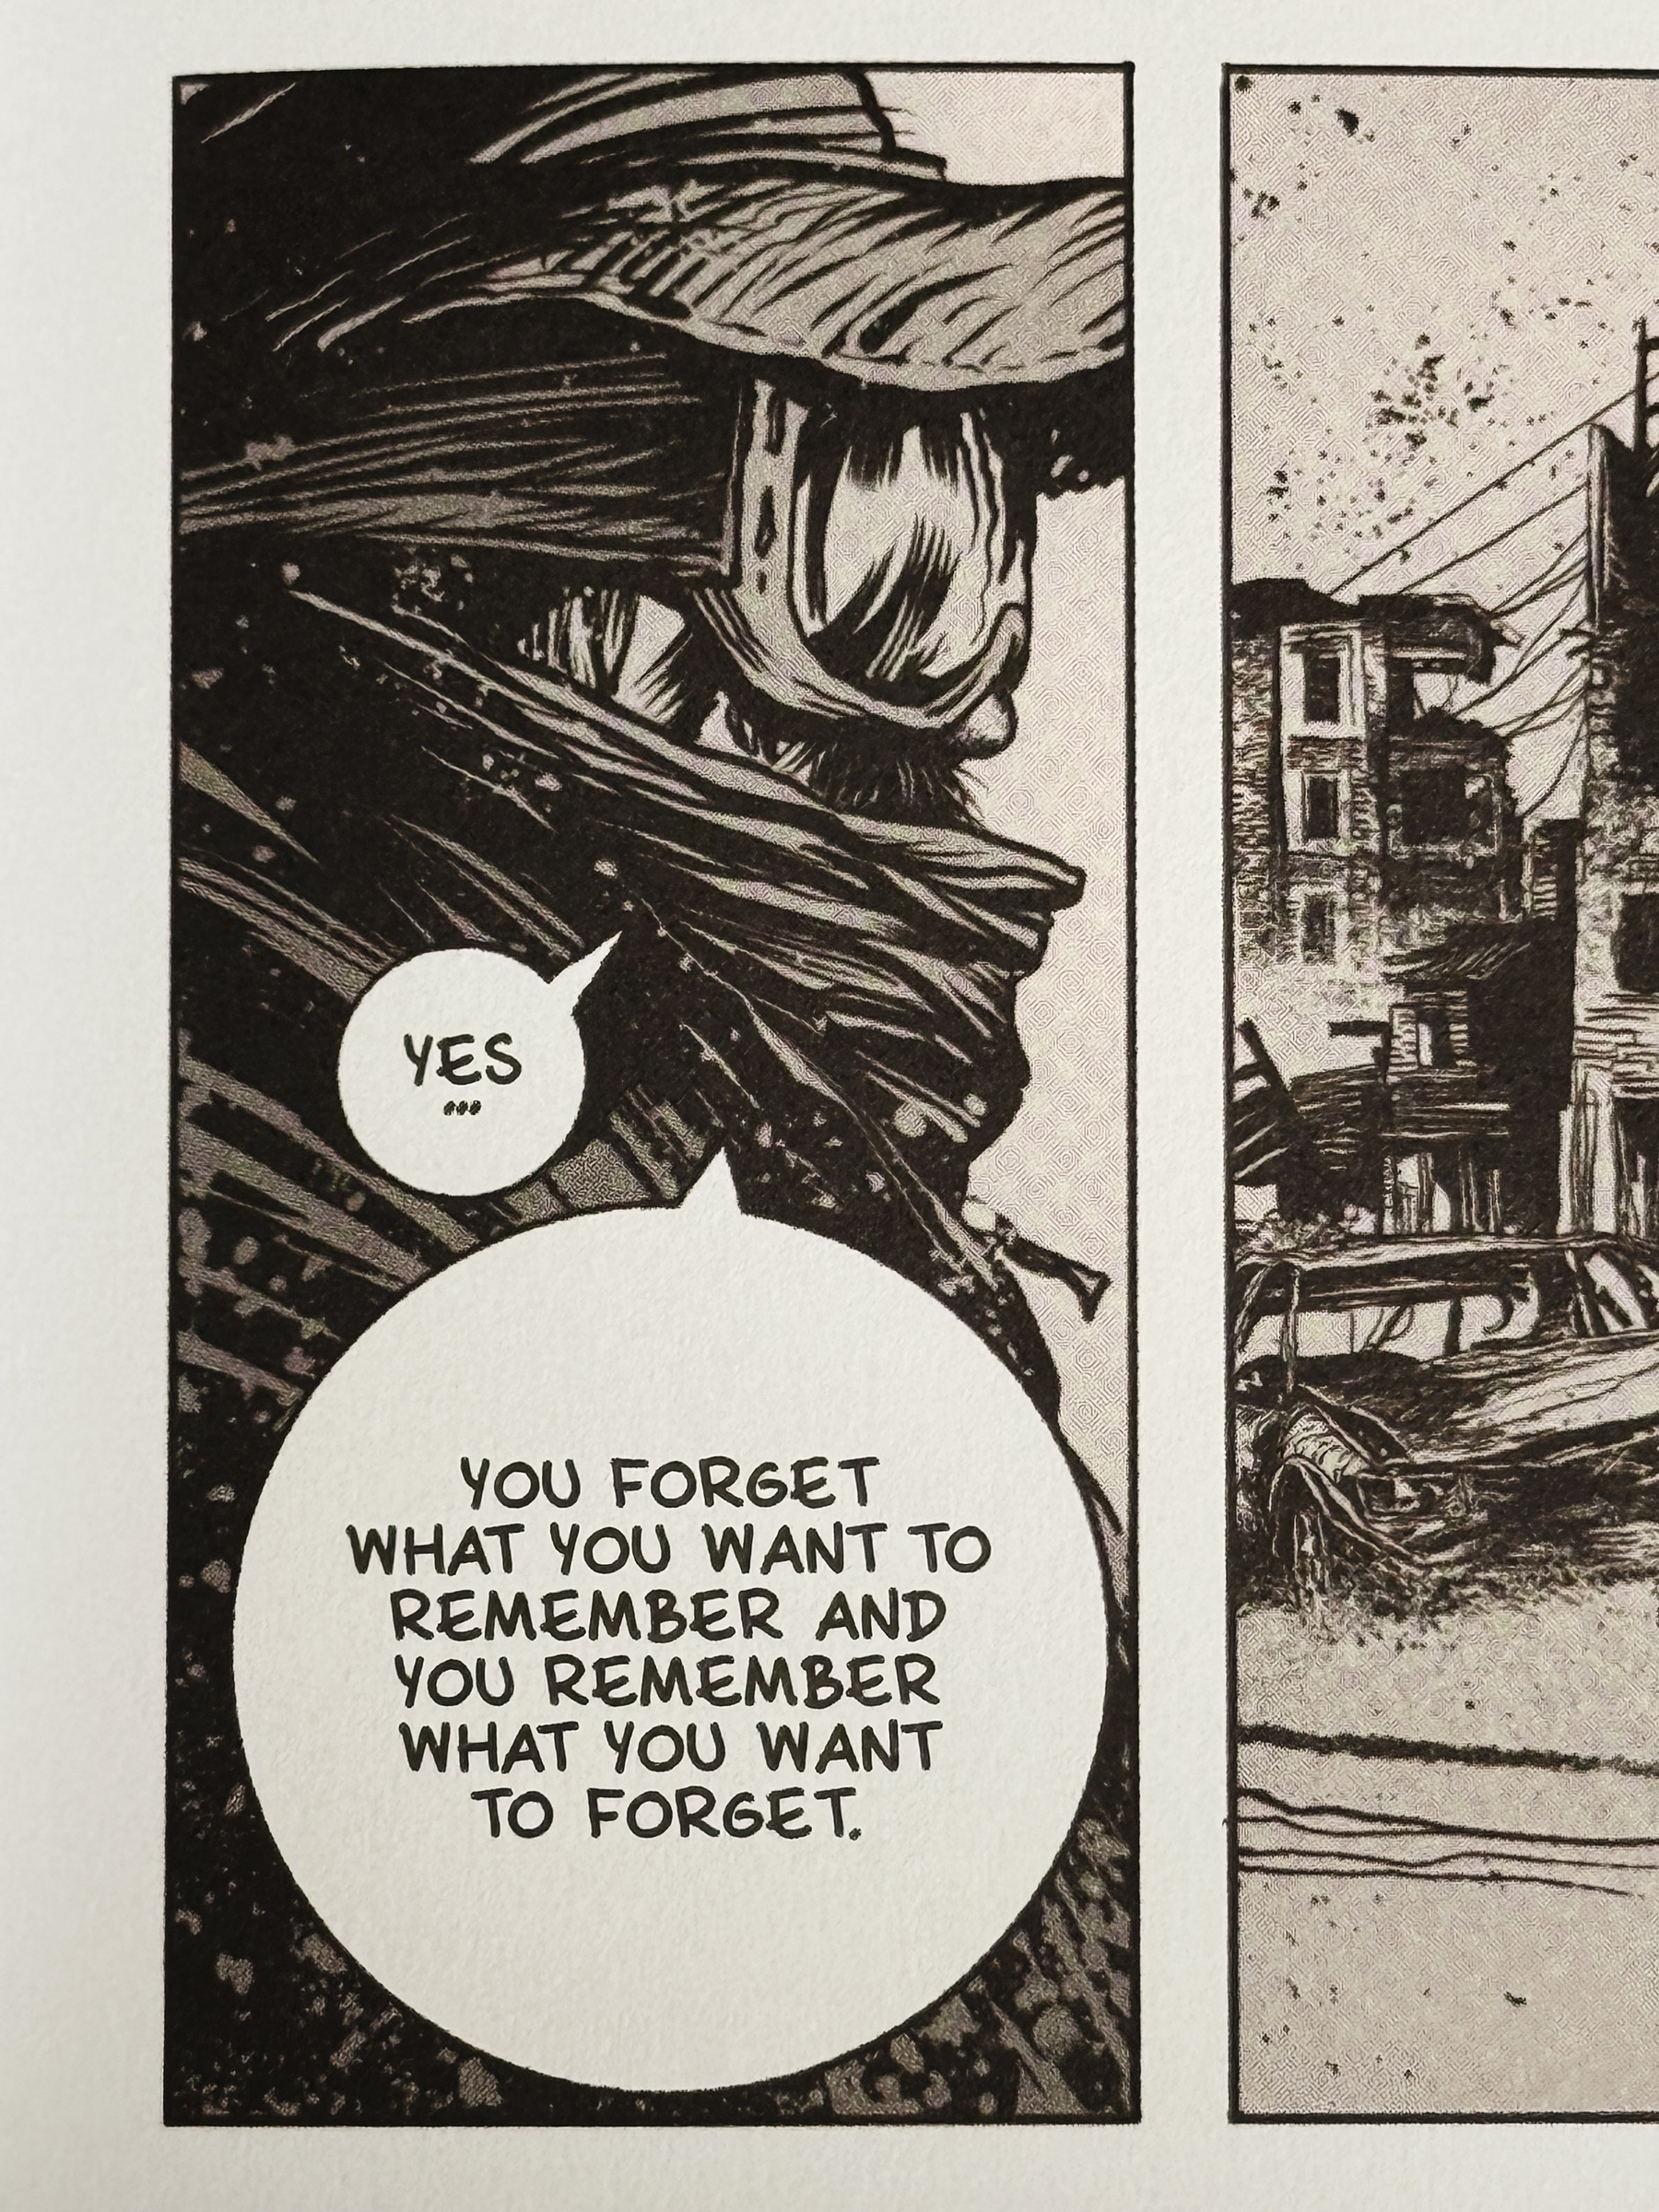 YES
...
YOU FORGET
WHAT YOU WANT TO
REMEMBER AND
YOU REMEMBER
WHAT YOU WANT
TO FORGET.